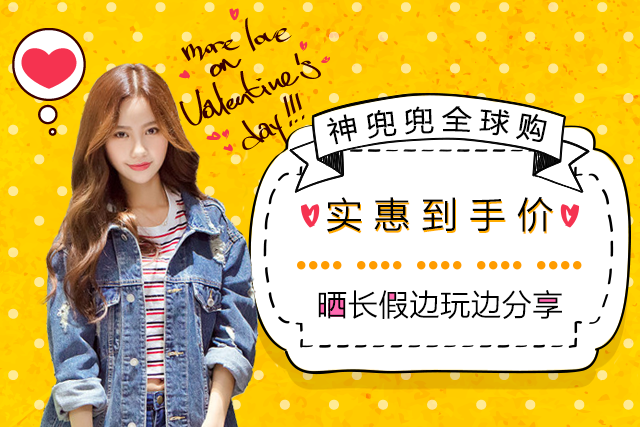 more love
on
Valentine's
day!!!
神兜兜全球购
实惠到手价
晒长假边玩边分享